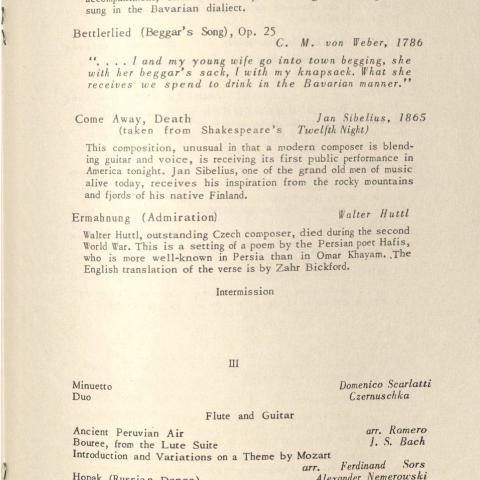 sung in the Bavarian dialiect.
Bettlerlied (Beggar's Song), Op. 25
C. M. von Weber, 1786
“. . . . I and my young wife go into town begging, she
with her beggar's sack, I with my knapsack. What she
receives we spend to drink in the Bavarian manner.”
Come Away, Death Jan Sibelius, 1865
(taken from Shakespeare's Twelfth Night)
This composition, unusual in that a modern composer is blend-
ing guitar and voice, is receiving its first public performance in
America tonight. Jan Sibelius, one of the grand old men of music
alive today, receives his inspiration from the rocky mountains
and fjords of his native Finland.
Ermahnung (Admiration) Walter Huttl
Walter Huttl, outstanding Czech composer, died during the second
World War. This is a setting of a poem by the Persian poet Hafis,
who is more well-known in Persia than in Omar Khayam. The
English translation of the verse is by Zahr Bickford.
Intermission
III
Minuetto Domenico Scarlatti
Duo Czernuschka
Flute and Guitar
Ancient Peruvian Air arr. Romero
Bouree, from the Lute Suite J. S. Bach
Introduction and Variations on a Theme by Mozart
arr. Ferdinand Sors
Hopak (Russian Dance) Alexander Nemerowski